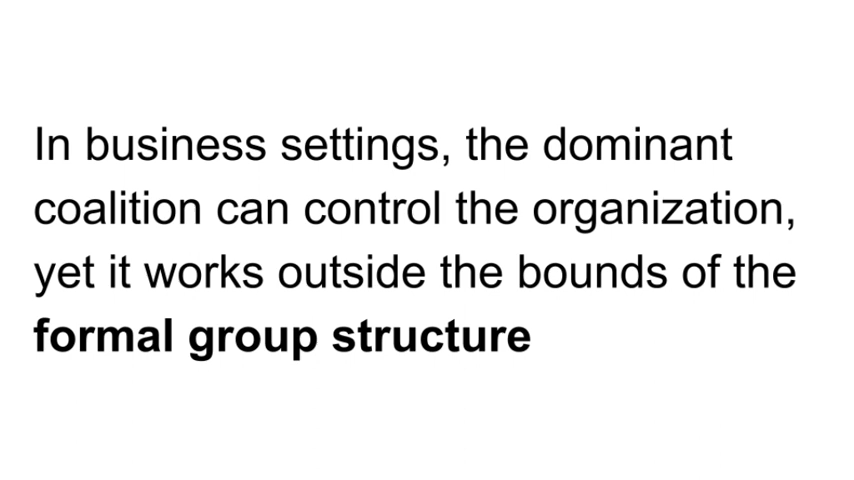 In business settings, the dominant
coalition can control the organization,
yet it works outside the bounds of the
formal group structure